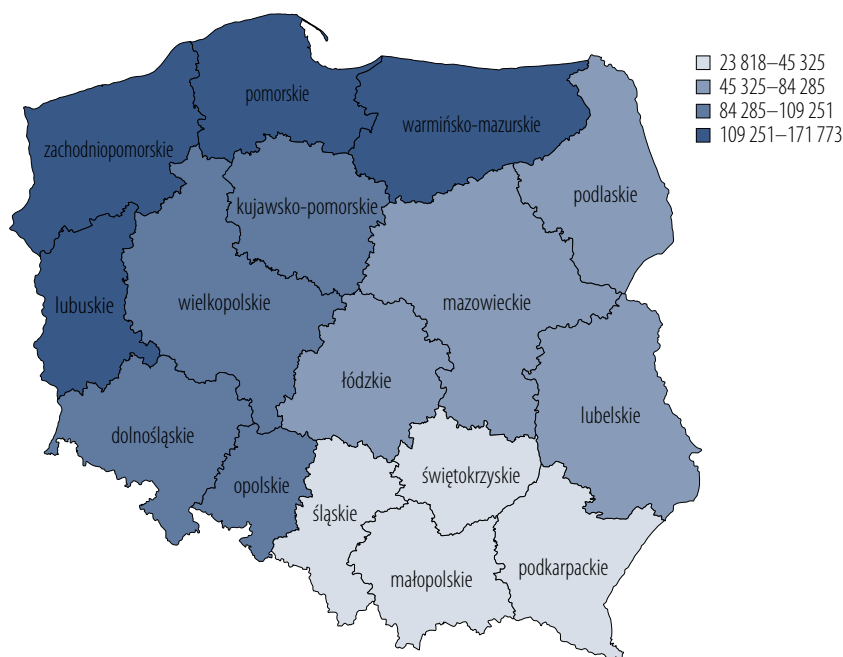 23 818–45 325
45 325–84 285
84 285–109 251
109 251–171 773
pomorskie
warmińsko-mazurskie
zachodniopomorskie
podlaskie
kujawsko-pomorskie
lubuskie
wielkopolskie
mazowieckie
łódzkie
lubelskie
dolnośląskie
opolskie
świętokrzyskie
śląskie
małopolskie
podkarpackie